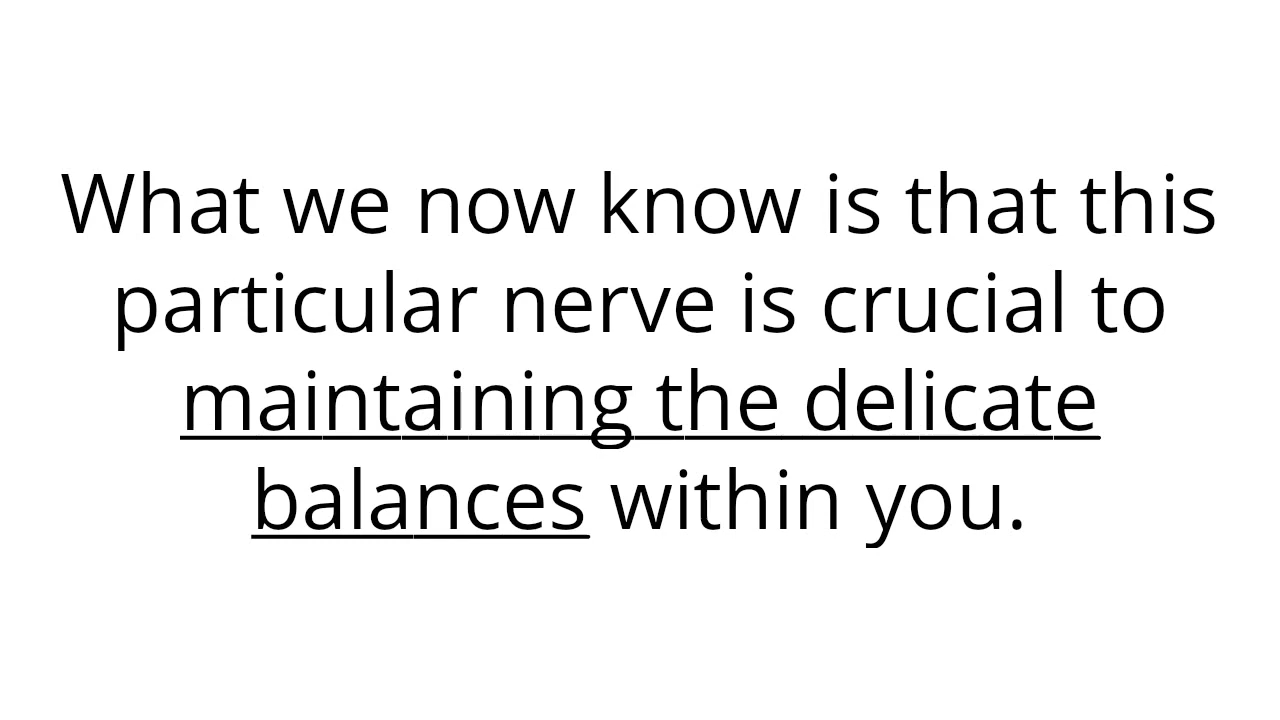 What we now know is that this
particular nerve is crucial to
maintaining the delicate
balances within you.